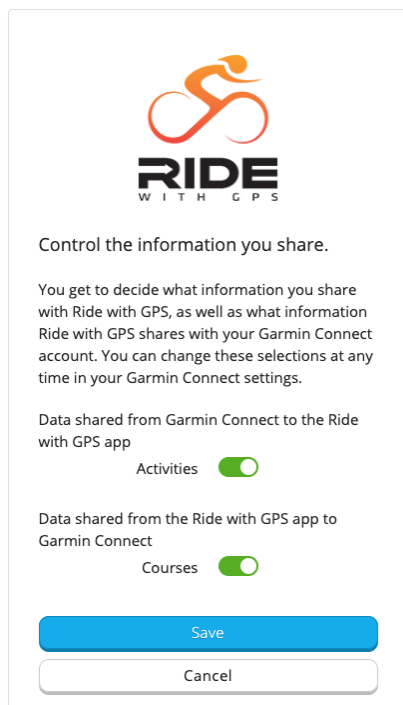 RIDE
WITH GPS
Control the information you share.
You get to decide what information you share
with Ride with GPS, as well as what information
Ride with GPS shares with your Garmin Connect
account. You can change these selections at any
time in your Garmin Connect settings.
Data shared from Garmin Connect to the Ride
with GPS app
Activities
Data shared from the Ride with GPS app to
Garmin Connect
Courses
Save
Cancel